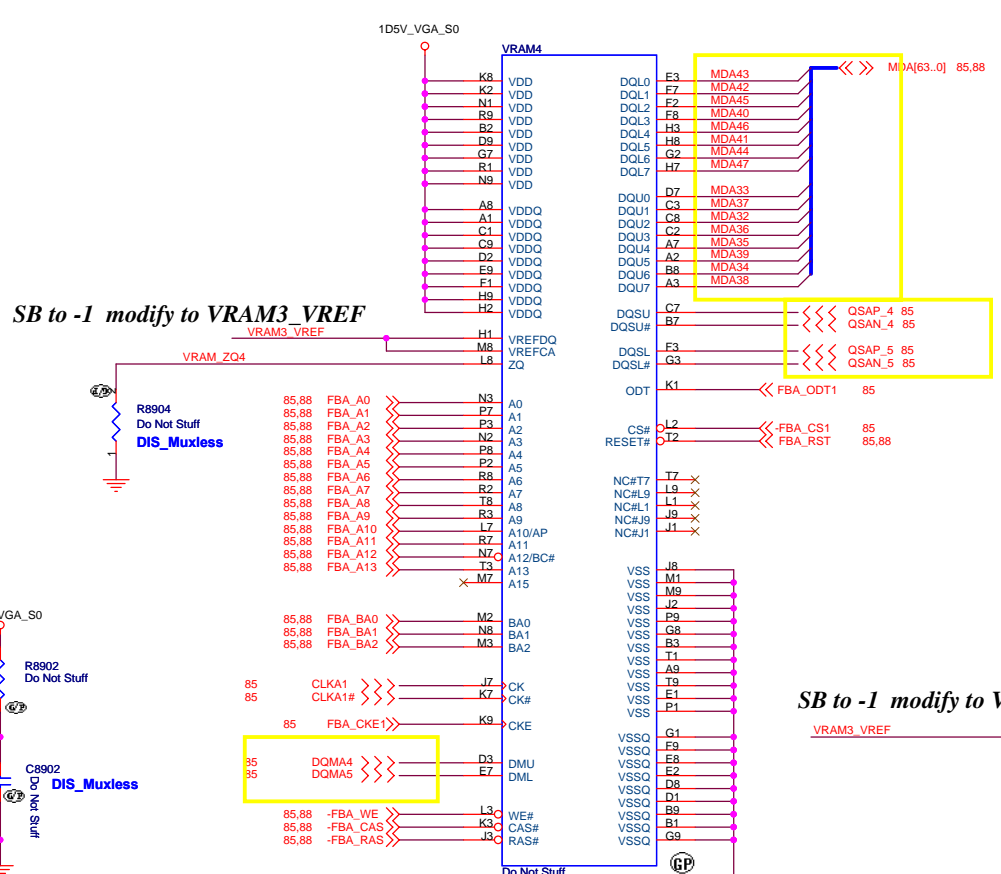 1D5V_VGA_S0
VRAM4
K8 VDD DQL0 E3 MDA43 MDA[63..0] 85,88
K2 VDD DQL1 F7 MDA42
N1 VDD DQL2 F2 MDA45
R9 VDD DQL3 F8 MDA40
B2 VDD DQL4 H3 MDA46
D9 VDD DQL5 H8 MDA41
G7 VDD DQL6 G2 MDA44
R1 VDD DQL7 H7 MDA47
N9 VDD
A8 VDDQ DQU0 D7 MDA33
A1 VDDQ DQU1 C3 MDA37
C1 VDDQ DQU2 C8 MDA32
C9 VDDQ DQU3 C2 MDA36
D2 VDDQ DQU4 A7 MDA35
E9 VDDQ DQU5 A2 MDA39
F1 VDDQ DQU6 B8 MDA34
H9 VDDQ DQU7 A3 MDA38
H2 VDDQ
DQSU C7 QSAP_4 85
DQSU# B7 QSAN_4 85
SB to -1 modify to VRAM3_VREF
VRAM3_VREF H1 VREFDQ
M8 VREFCA DQSL F3 QSAP_5 85
VRAM_ZQ4 L8 ZQ DQSL# G3 QSAN_5 85
ODT K1 FBA_ODT1 85
R8904
Do Not Stuff
DIS_Muxless
1
85,88 FBA_A0 N3 A0
85,88 FBA_A1 P7 A1
85,88 FBA_A2 P3 A2 CS# L2 -FBA_CS1 85
85,88 FBA_A3 N2 A3 RESET# T2 FBA_RST 85,88
85,88 FBA_A4 P8 A4
85,88 FBA_A5 P2 A5
85,88 FBA_A6 R8 A6 NC#T7 T7
85,88 FBA_A7 R2 A7 NC#L9 L9
85,88 FBA_A8 T8 A8 NC#L1 L1
85,88 FBA_A9 R3 A9 NC#J9 J9
85,88 FBA_A10 L7 A10/AP NC#J1 J1
85,88 FBA_A11 R7 A11
85,88 FBA_A12 N7 A12/BC#
85,88 FBA_A13 T3 A13 VSS J8
M7 A15 VSS M1
VSS M9
VSS J2
85,88 FBA_BA0 M2 BA0 VSS P9
85,88 FBA_BA1 N8 BA1 VSS G8
85,88 FBA_BA2 M3 BA2 VSS B3
VSS T1
VSS A9
85 CLKA1 J7 CK VSS T9
85 CLKA1# K7 CK# VSS E1
VSS P1
85 FBA_CKE1 K9 CKE
VSSQ G1
VSSQ F9
85 DQMA4 D3 DMU VSSQ E8
85 DQMA5 E7 DML VSSQ E2
VSSQ D8
VSSQ D1
85,88 -FBA_WE L3 WE# VSSQ B9
85,88 -FBA_CAS K3 CAS# VSSQ B1
85,88 -FBA_RAS J3 RAS# VSSQ G9
VGA_S0
R8902
Do Not Stuff
G/P
C8902
Do Not Stuff
DIS_Muxless
G/P
SB to -1 modify to V
VRAM3_VREF
GP
Do Not Stuff